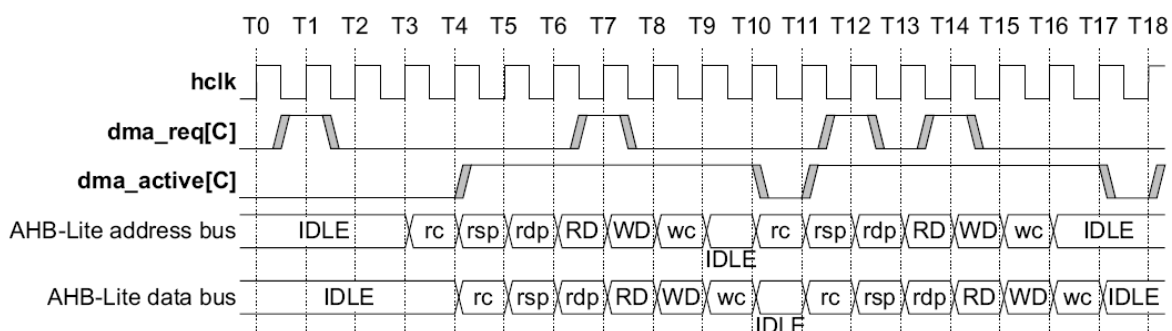 T0 T1 T2 T3 T4 T5 T6 T7 T8 T9 T10 T11 T12 T13 T14 T15 T16 T17 T18
hclk
dma_req[C]
dma_active[C]
AHB-Lite address bus IDLE rc rsp rdp RD WD wc IDLE rc rsp rdp RD WD wc IDLE
AHB-Lite data bus IDLE rc rsp rdp RD WD wc IDLE rc rsp rdp RD WD wc IDLE